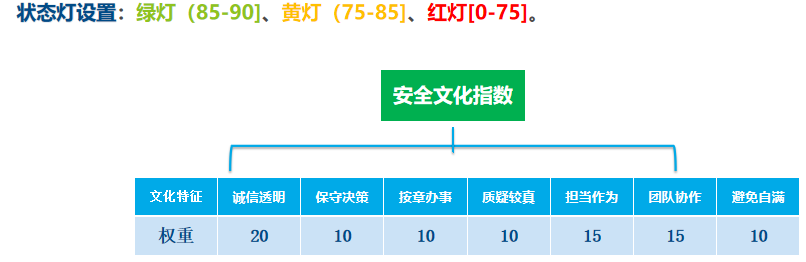 状态灯设置：绿灯（85-90]、黄灯（75-85]、红灯[0-75]。
安全文化指数
文化特征 诚信透明 保守决策 按章办事 质疑较真 担当作为 团队协作 避免自满
权重 20 10 10 10 15 15 10